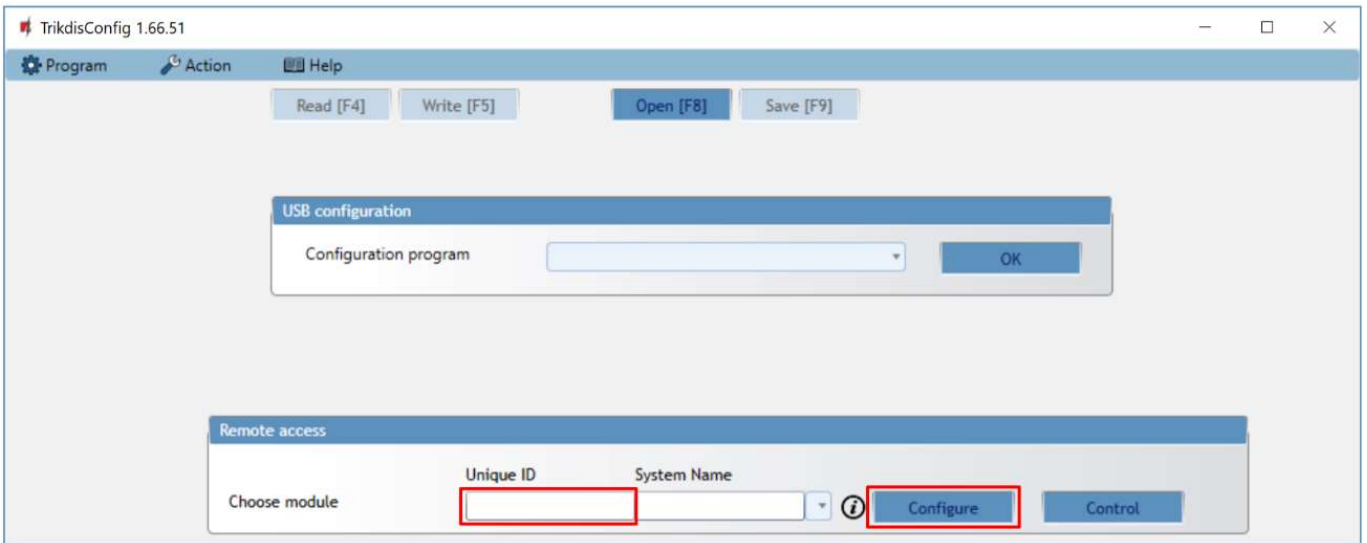 TrikdisConfig 1.66.51
Program Action Help
Read [F4] Write [F5] Open [F8] Save [F9]
USB configuration
Configuration program OK
Remote access
Unique ID System Name
Choose module i Configure Control